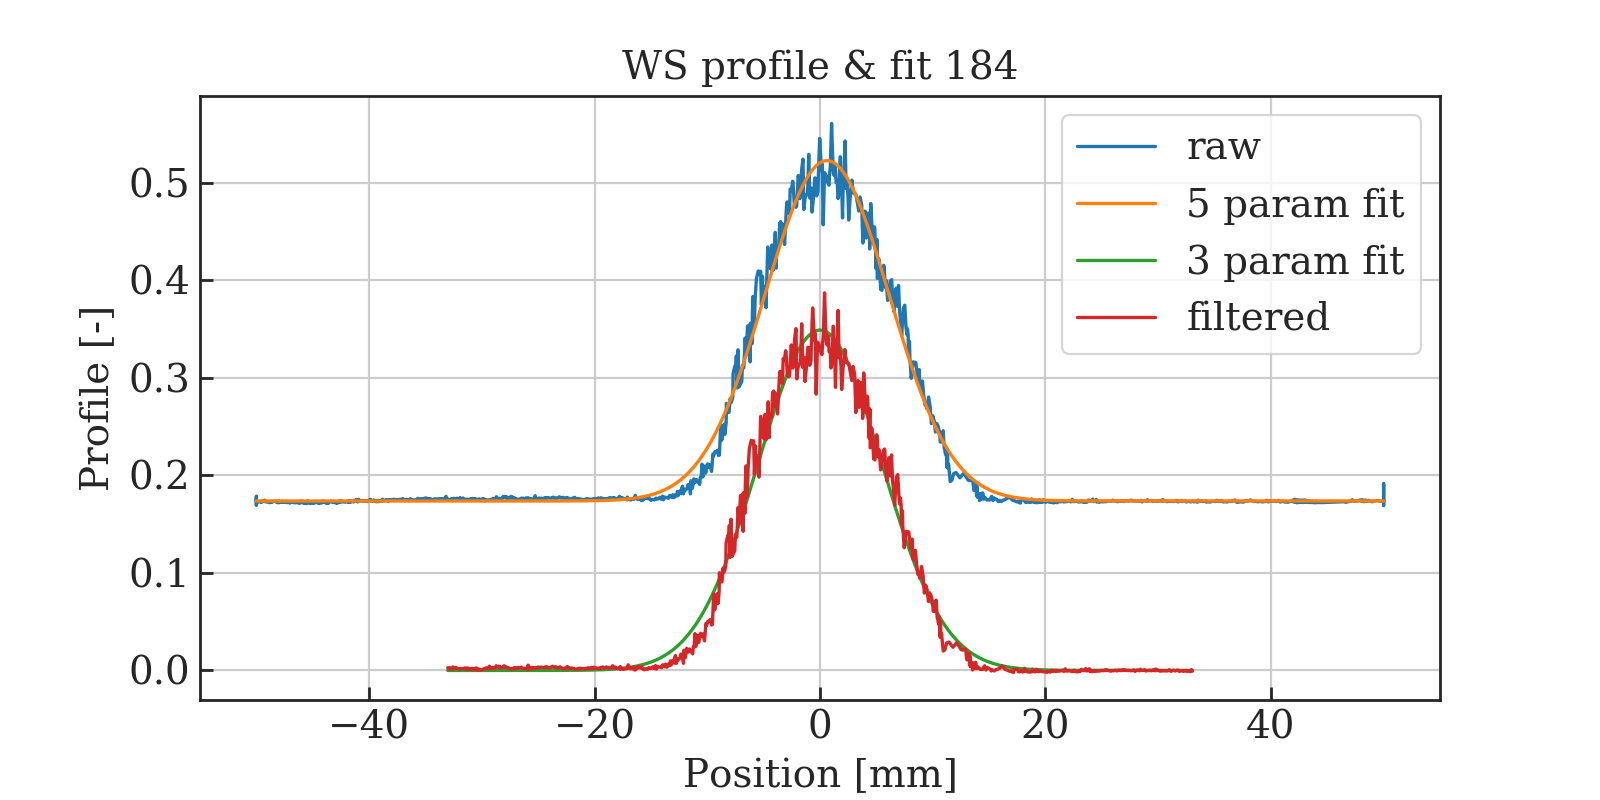 WS profile & fit 184
raw
5 param fit
3 param fit
filtered
Profile [-]
0.5
0.4
0.3
0.2
0.1
0.0
−40
−20
0
20
40
Position [mm]